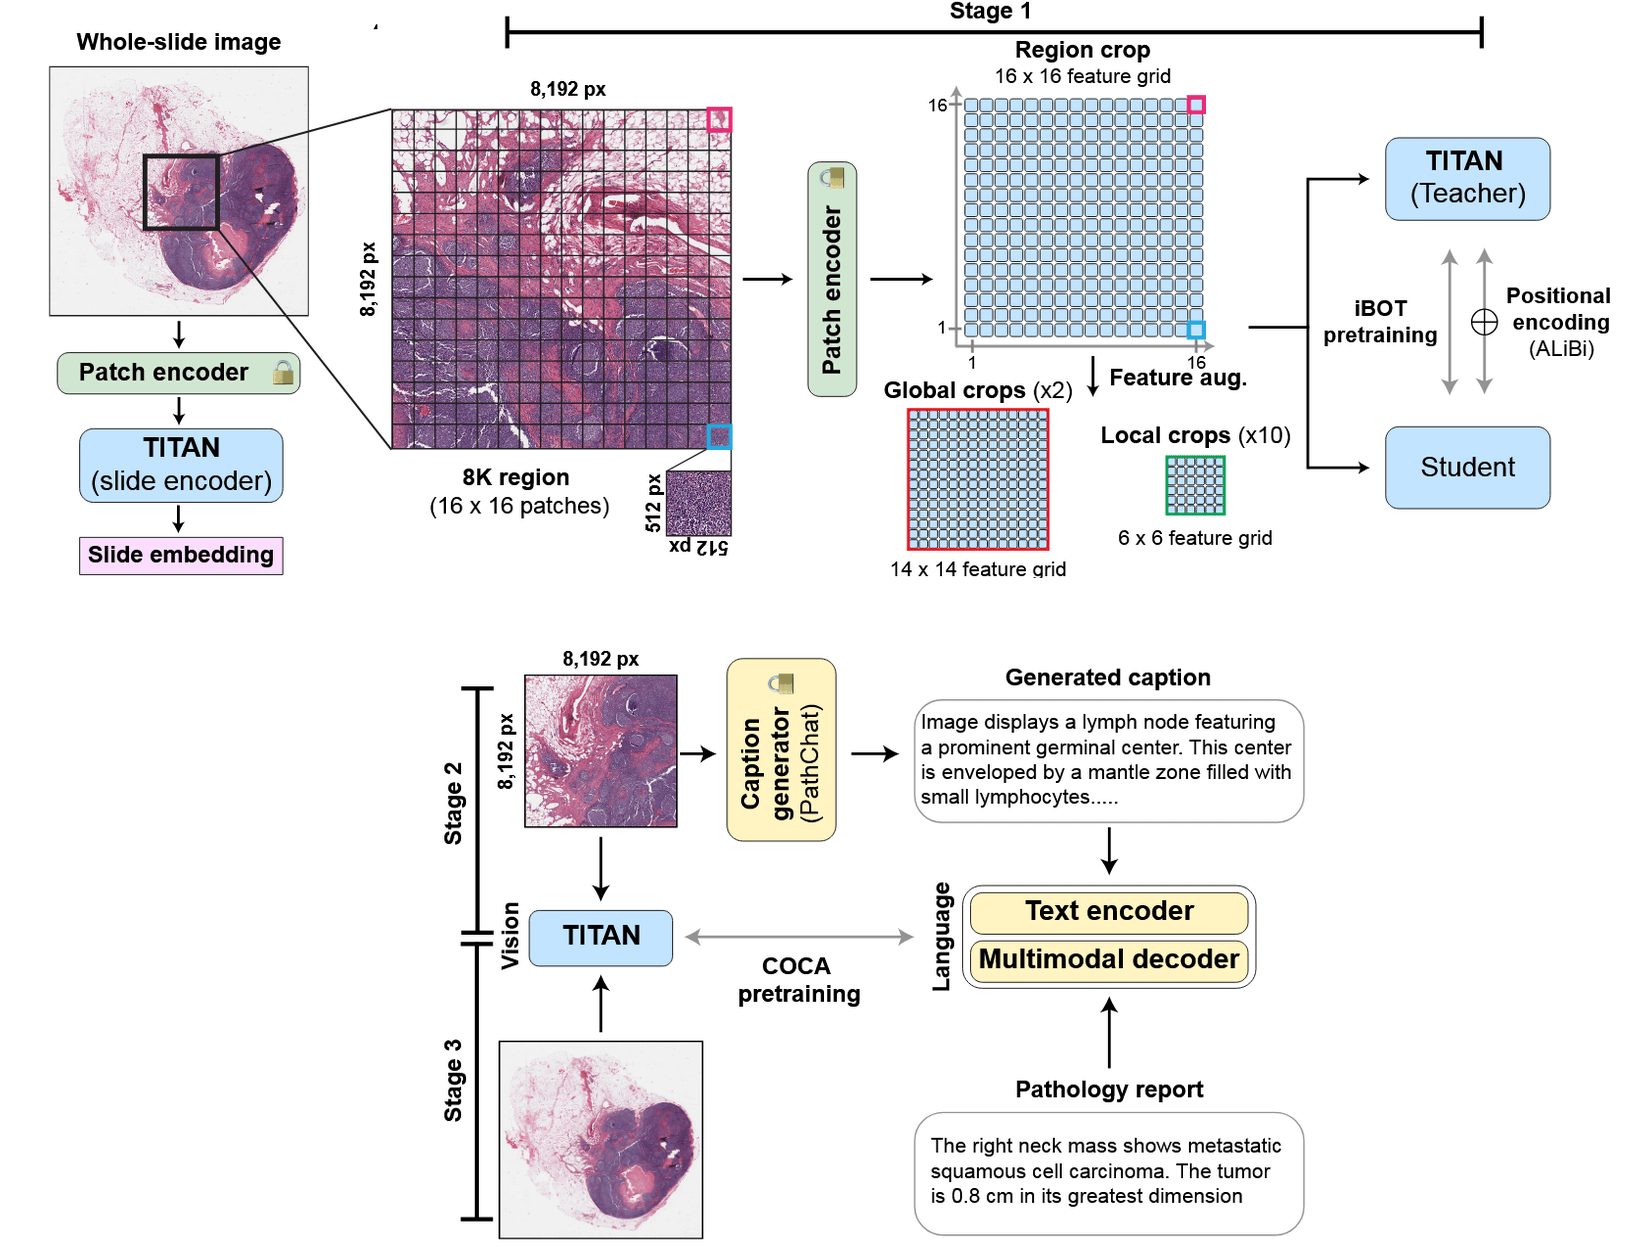 Stage 1
Whole-slide image
Region crop
16 x 16 feature grid
8,192 px
8,192 px
16
1
1
16
Patch encoder
TITAN
(slide encoder)
Slide embedding
8K region
(16 x 16 patches)
512 px
512 px
Patch encoder
Feature aug.
Global crops (x2)
14 x 14 feature grid
Local crops (x10)
6 x 6 feature grid
TITAN
(Teacher)
iBOT
pretraining
Positional
encoding
(ALiBi)
Student
Stage 2
8,192 px
8,192 px
Caption
generator
(PathChat)
Generated caption
Image displays a lymph node featuring
a prominent germinal center. This center
is enveloped by a mantle zone filled with
small lymphocytes.....
Vision
TITAN
COCA
pretraining
Language
Text encoder
Multimodal decoder
Stage 3
Pathology report
The right neck mass shows metastatic
squamous cell carcinoma. The tumor
is 0.8 cm in its greatest dimension